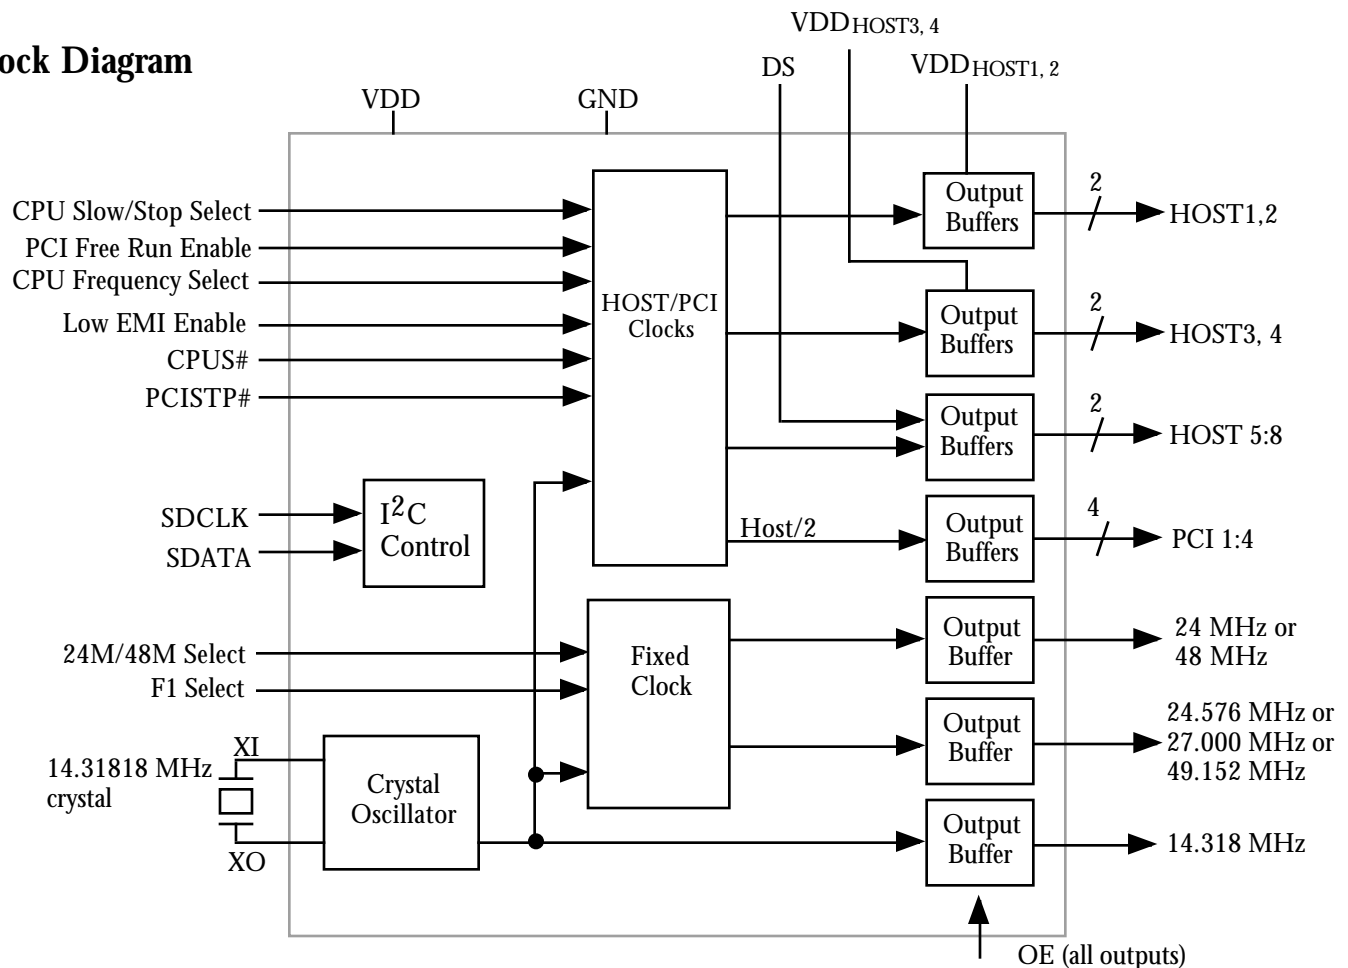 ock Diagram
VDD HOST3, 4
DS
VDD HOST1, 2
VDD
GND
CPU Slow/Stop Select
PCI Free Run Enable
CPU Frequency Select
Low EMI Enable
CPUS#
PCISTP#
HOST/PCI
Clocks
Output
Buffers
2
HOST1,2
Output
Buffers
2
HOST3, 4
Output
Buffers
2
HOST 5:8
SDCLK
SDATA
I2C
Control
Host/2
Output
Buffers
4
PCI 1:4
24M/48M Select
F1 Select
Fixed
Clock
Output
Buffer
24 MHz or
48 MHz
Output
Buffer
24.576 MHz or
27.000 MHz or
49.152 MHz
14.31818 MHz
crystal
XI
XO
Crystal
Oscillator
Output
Buffer
14.318 MHz
OE (all outputs)